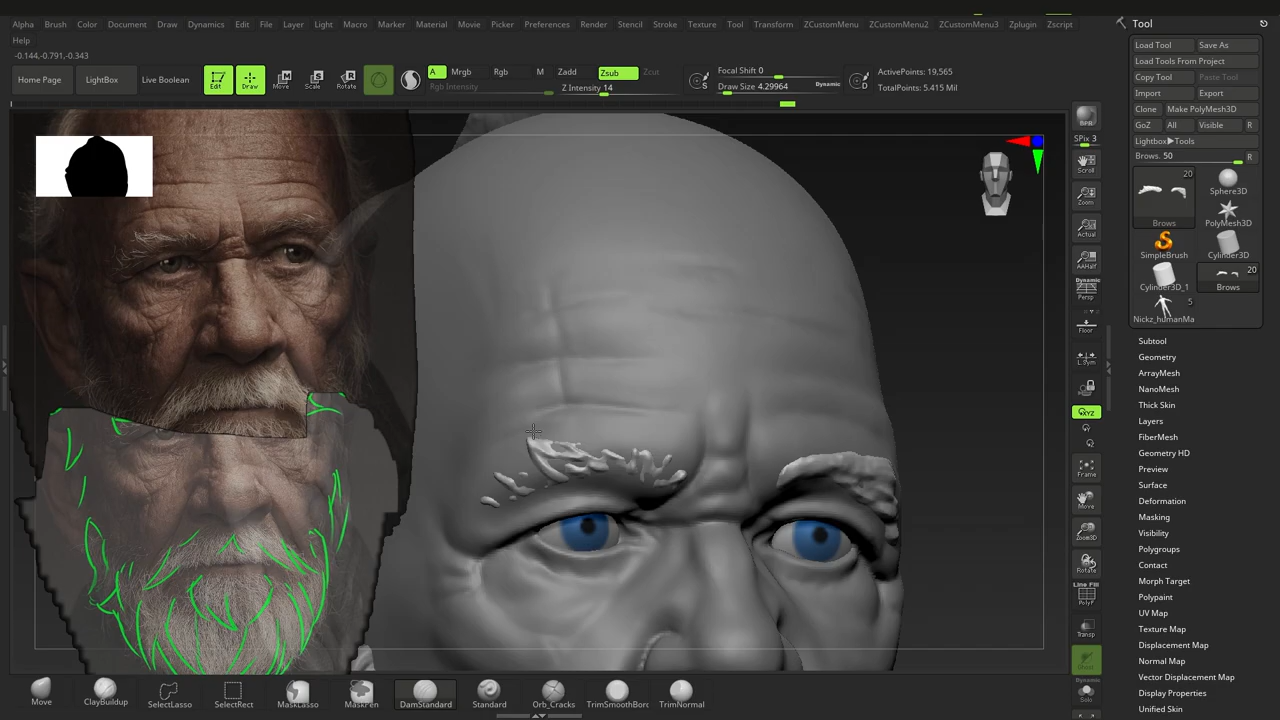 Alpha Brush Color Document Draw Dynamics Edit File Layer Light Macro Marker Material Movie Picker Preferences Render Stencil Stroke Texture Tool Transform ZCustomMenu ZCustomMenu2 ZCustomMenu3 Zplugin Zscript
Help
-0.144,-0.791,-0.343
Home Page
LightBox
Live Boolean
Edit
Draw
Move
Scale
Rotate
A
Mrgb
Rgb
M
Zadd
Zsub
Zcut
Rgb Intensity
Z Intensity 14
S
Focal Shift 0
Draw Size 4.29964
Dynamic
D
ActivePoints: 19,565
TotalPoints: 5.415 Mil
BPR
SPix 3
Scroll
Zoom
Actual
AAHalf
Dynamic
Persp
Floor
L.Sym
XYZ
Frame
Move
Zoom3D
Rotate
Line Fill
PolyF
Transp
Ghost
Dynamic
Solo
Tool
Load Tool
Save As
Load Tools From Project
Copy Tool
Paste Tool
Import
Export
Clone
Make PolyMesh3D
GoZ
All
Visible
R
Lightbox▶Tools
Brows. 50
R
20
Brows
Sphere3D
PolyMesh3D
SimpleBrush
Cylinder3D
Cylinder3D_1
20
Brows
5
Nickz_humanMa
Subtool
Geometry
ArrayMesh
NanoMesh
Thick Skin
Layers
FiberMesh
Geometry HD
Preview
Surface
Deformation
Masking
Visibility
Polygroups
Contact
Morph Target
Polypaint
UV Map
Texture Map
Displacement Map
Normal Map
Vector Displacement Map
Display Properties
Unified Skin
Move
ClayBuildup
SelectLasso
SelectRect
MaskLasso
MaskPen
DamStandard
Standard
Orb_Cracks
TrimSmoothBorc
TrimNormal